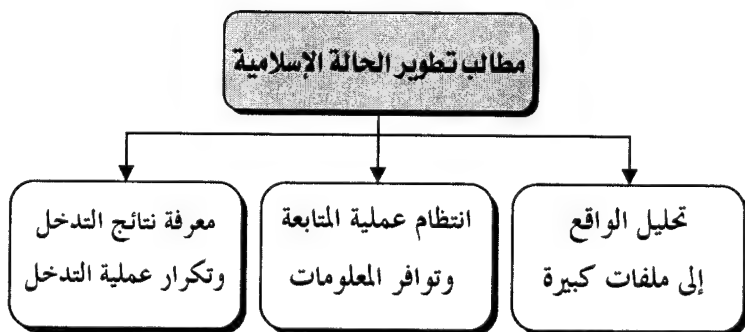 مطالب تطوير الحالة الإسلامية
تحليل الواقع
إلى ملفات كبيرة
انتظام عملية المتابعة
وتوافر المعلومات
معرفة نتائج التدخل
وتكرار عملية التدخل